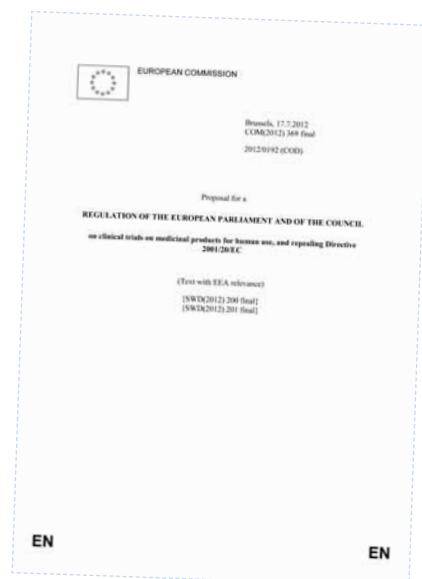 EUROPEAN COMMISSION
Brussels, 17.7.2012
COM(2012) 369 final
2012/0192 (COD)
Proposal for a
REGULATION OF THE EUROPEAN PARLIAMENT AND OF THE COUNCIL
on clinical trials on medicinal products for human use, and repealing Directive
2001/20/EC
(Text with EEA relevance)
[SWD(2012) 200 final]
[SWD(2012) 201 final]
EN
EN